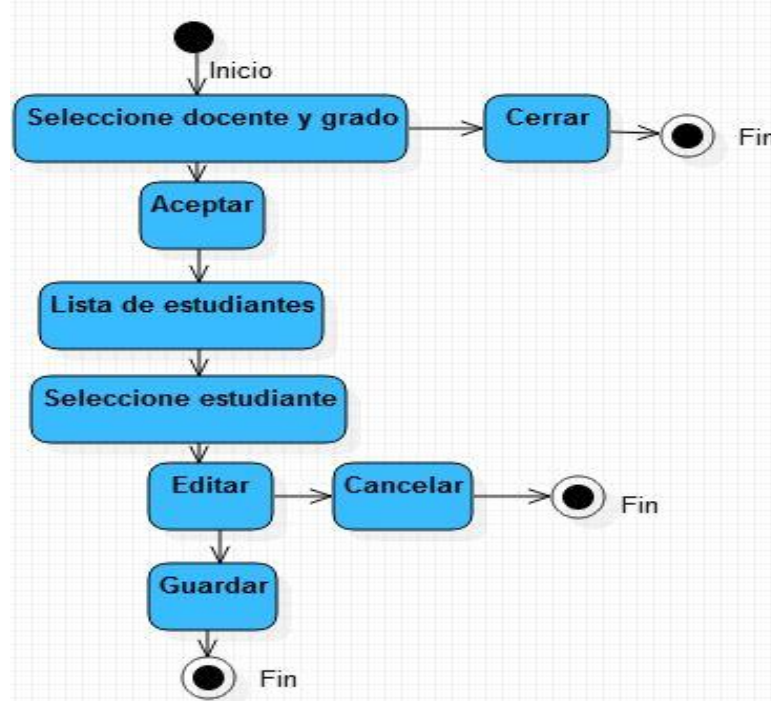 Inicio
Seleccione docente y grado
Cerrar
Fin
Aceptar
Lista de estudiantes
Seleccione estudiante
Editar
Cancelar
Fin
Guardar
Fin